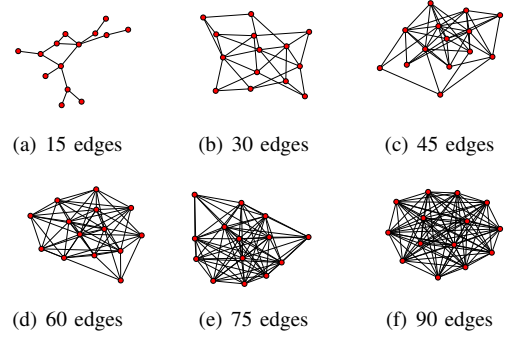 (a) 15 edges
(b) 30 edges
(c) 45 edges
(d) 60 edges
(e) 75 edges
(f) 90 edges